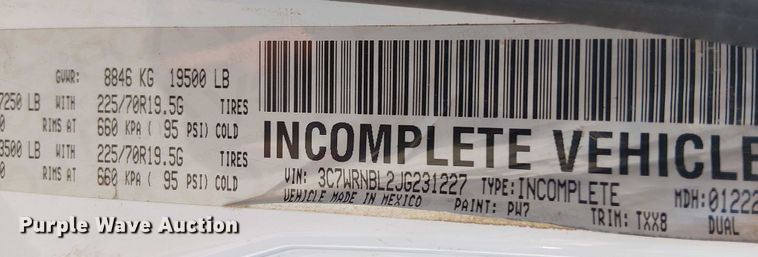 GVWR: 8846 KG 19500 LB
7250 LB WITH 225/70R19.5G TIRES
0 RIMS AT 660 KPA ( 95 PSI) COLD
3500 LB WITH 225/70R19.5G TIRES
0 RIMS AT 660 KPA ( 95 PSI) COLD
INCOMPLETE VEHICLE
VIN: 3C7WRNBL2JG231227 TYPE: INCOMPLETE
VEHICLE MADE IN MEXICO PAINT: PW7 MDH: 01222
TRIM: TXX8 DUAL
Purple Wave Auction